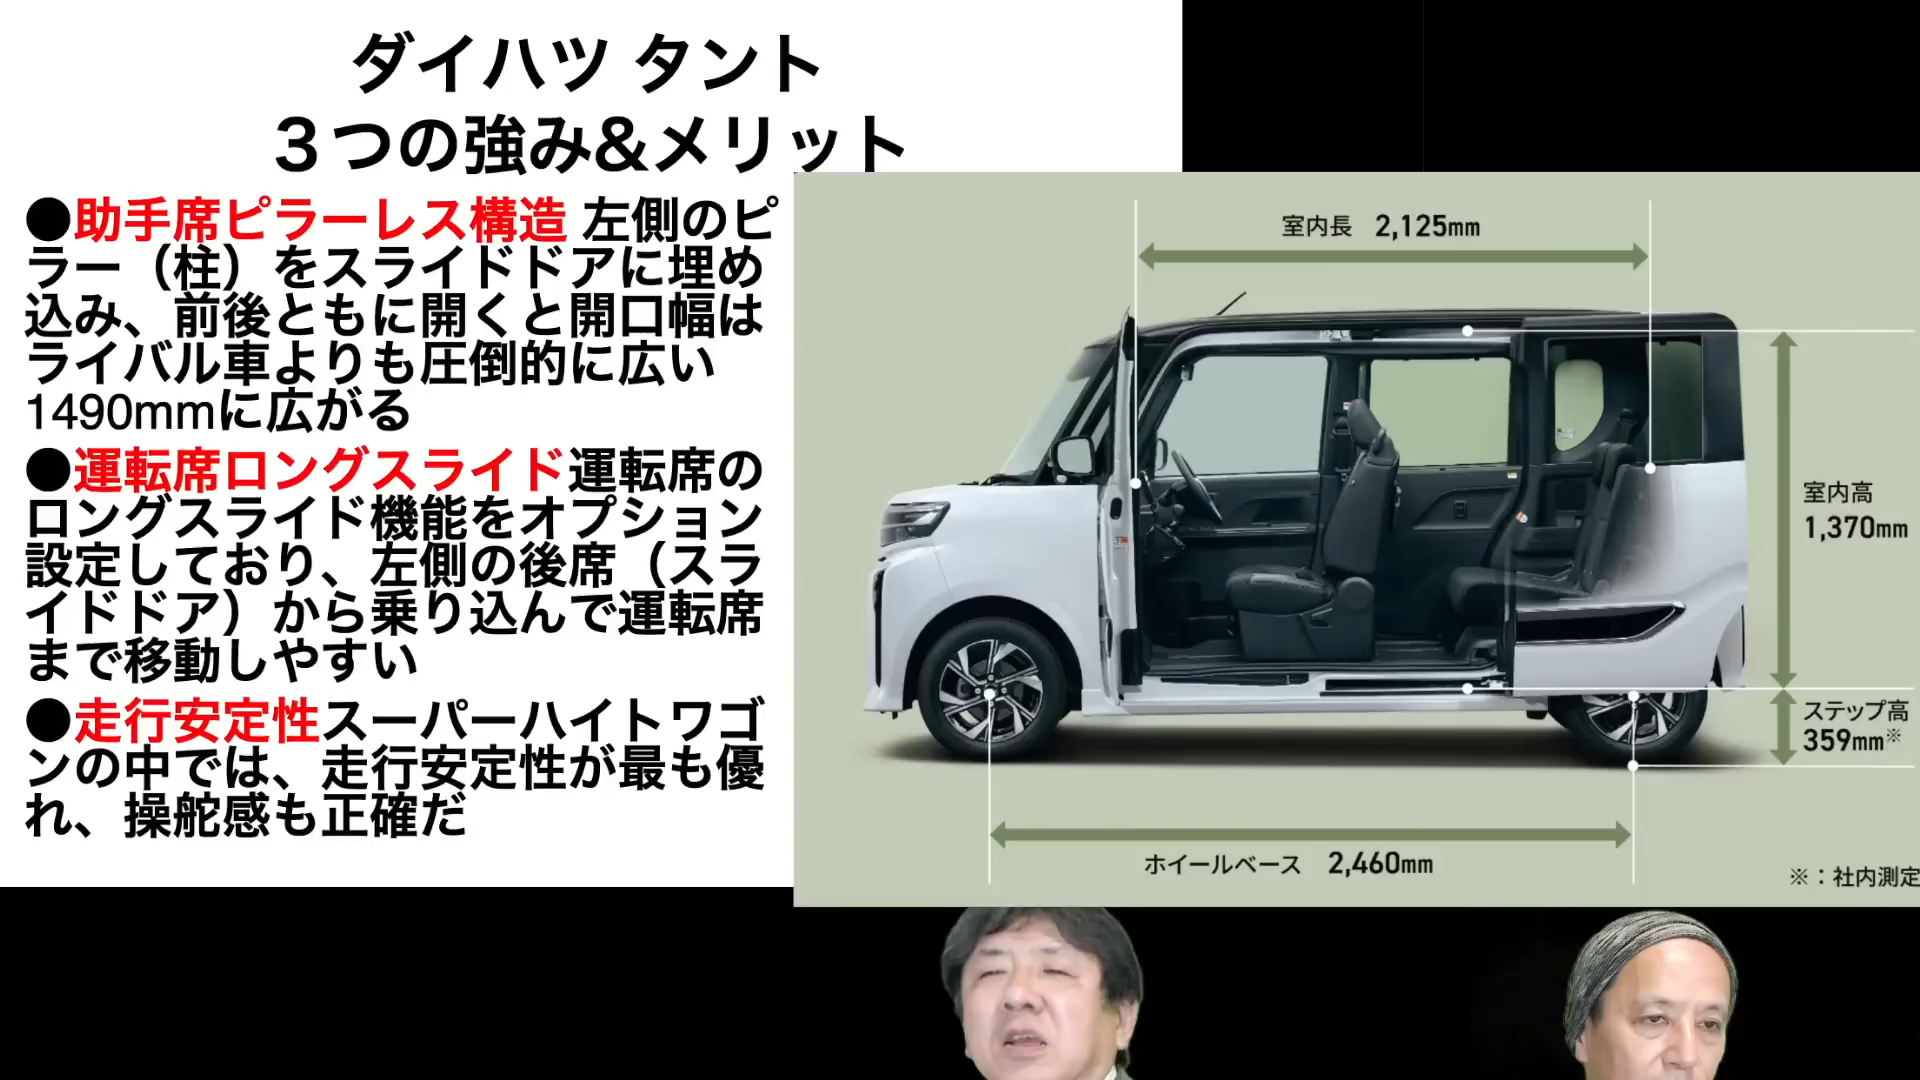 ダイハツ タント
３つの強み&メリット
●助手席ピラーレス構造 左側のピ
ラー（柱）をスライドドアに埋め
込み、前後ともに開くと開口幅は
ライバル車よりも圧倒的に広い
1490mmに広がる
●運転席ロングスライド運転席の
ロングスライド機能をオプション
設定しており、左側の後席（スラ
イドドア）から乗り込んで運転席
まで移動しやすい
●走行安定性スーパーハイトワゴ
ンの中では、走行安定性が最も優
れ、操舵感も正確だ
室内長 2,125mm
室内高
1,370mm
ステップ高
359mm※
ホイールベース 2,460mm
※：社内測定